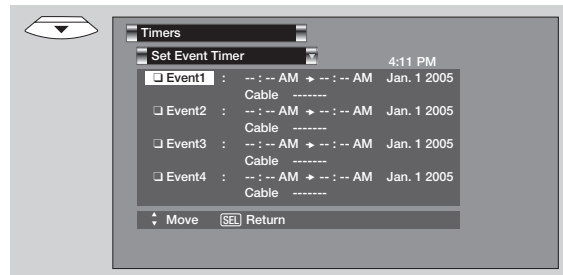 Timers
Set Event Timer
4:11 PM
❏ Event1 : -- : -- AM ➔ -- : -- AM Jan. 1 2005
Cable -------
❏ Event2 : -- : -- AM ➔ -- : -- AM Jan. 1 2005
Cable -------
❏ Event3 : -- : -- AM ➔ -- : -- AM Jan. 1 2005
Cable -------
❏ Event4 : -- : -- AM ➔ -- : -- AM Jan. 1 2005
Cable -------
Move SEL Return